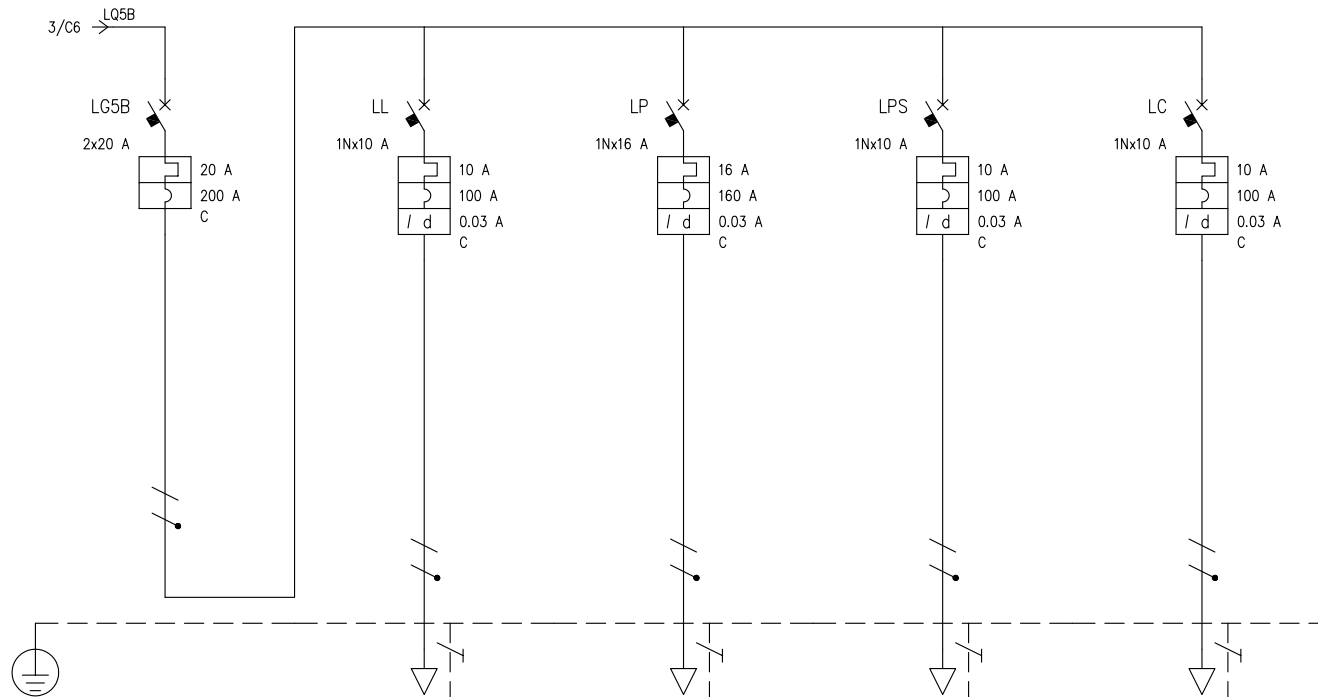 LQ5B
3/C6
LG5B
2x20 A
20 A
200 A
C
LL
1Nx10 A
10 A
100 A
I d
0.03 A
C
LP
1Nx16 A
16 A
160 A
I d
0.03 A
C
LPS
1Nx10 A
10 A
100 A
I d
0.03 A
C
LC
1Nx10 A
10 A
100 A
I d
0.03 A
C